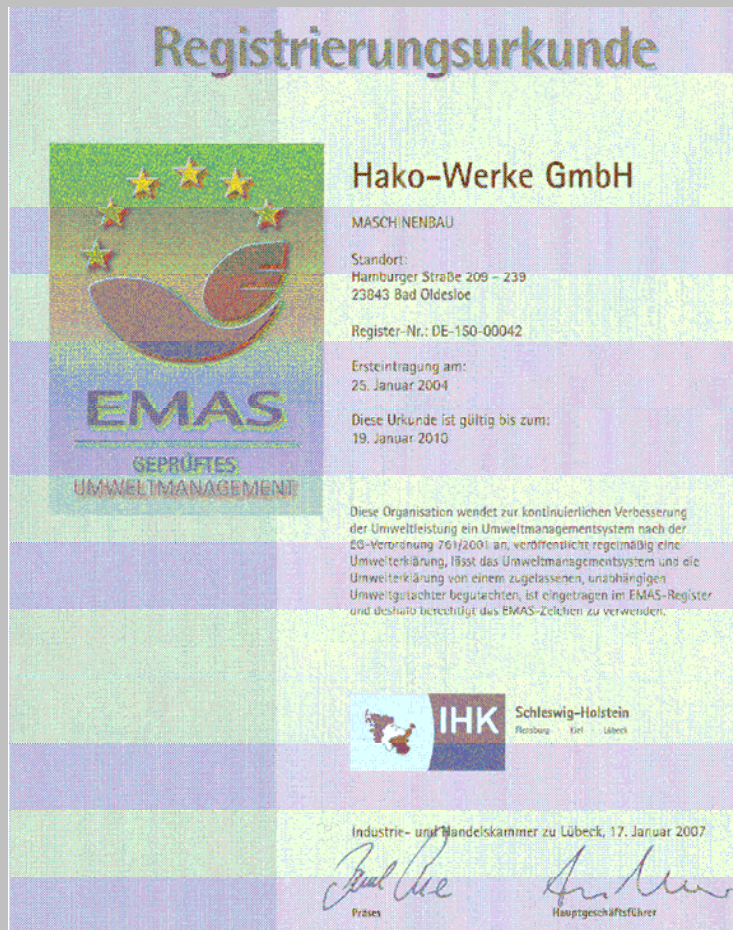 Registrierungsurkunde
Hako-Werke GmbH
MASCHINENBAU
Standort:
Hamburger Straße 209 – 239
23843 Bad Oldesloe
Register-Nr.: DE-150-00042
Ersteintragung am:
25. Januar 2004
Diese Urkunde ist gültig bis zum:
19. Januar 2010
EMAS
GEPRÜFTES
UMWELTMANAGEMENT
Diese Organisation wendet zur kontinuierlichen Verbesserung
der Umweltleistung ein Umweltmanagementsystem nach der
EG-Verordnung 761/2001 an, veröffentlicht regelmäßig eine
Umwelterklärung, lässt das Umweltmanagementsystem und die
Umwelterklärung von einem zugelassenen, unabhängigen
Umweltgutachter begutachten, ist eingetragen im EMAS-Register
und deshalb berechtigt das EMAS-Zeichen zu verwenden.
IHK
Schleswig-Holstein
Flensburg Kiel Lübeck
Industrie- und Handelskammer zu Lübeck, 17. Januar 2007
Präses
Hauptgeschäftsführer